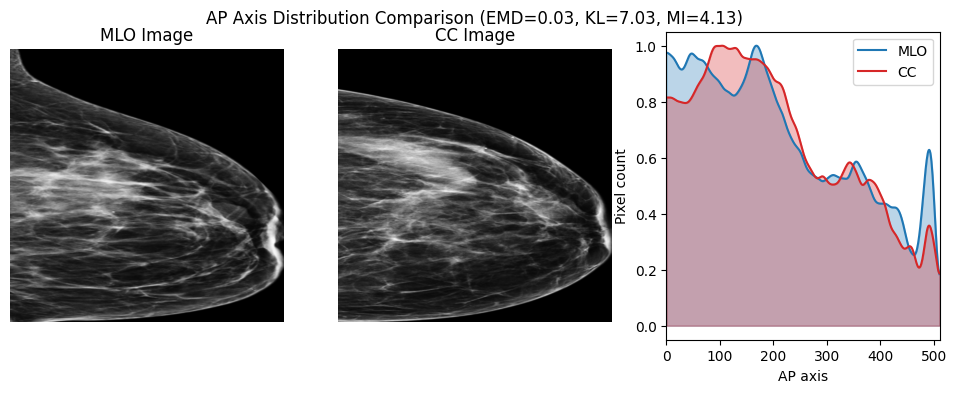 AP Axis Distribution Comparison (EMD=0.03, KL=7.03, MI=4.13)
MLO Image
CC Image
MLO
CC
Pixel count
1.0
0.8
0.6
0.4
0.2
0.0
0 100 200 300 400 500
AP axis